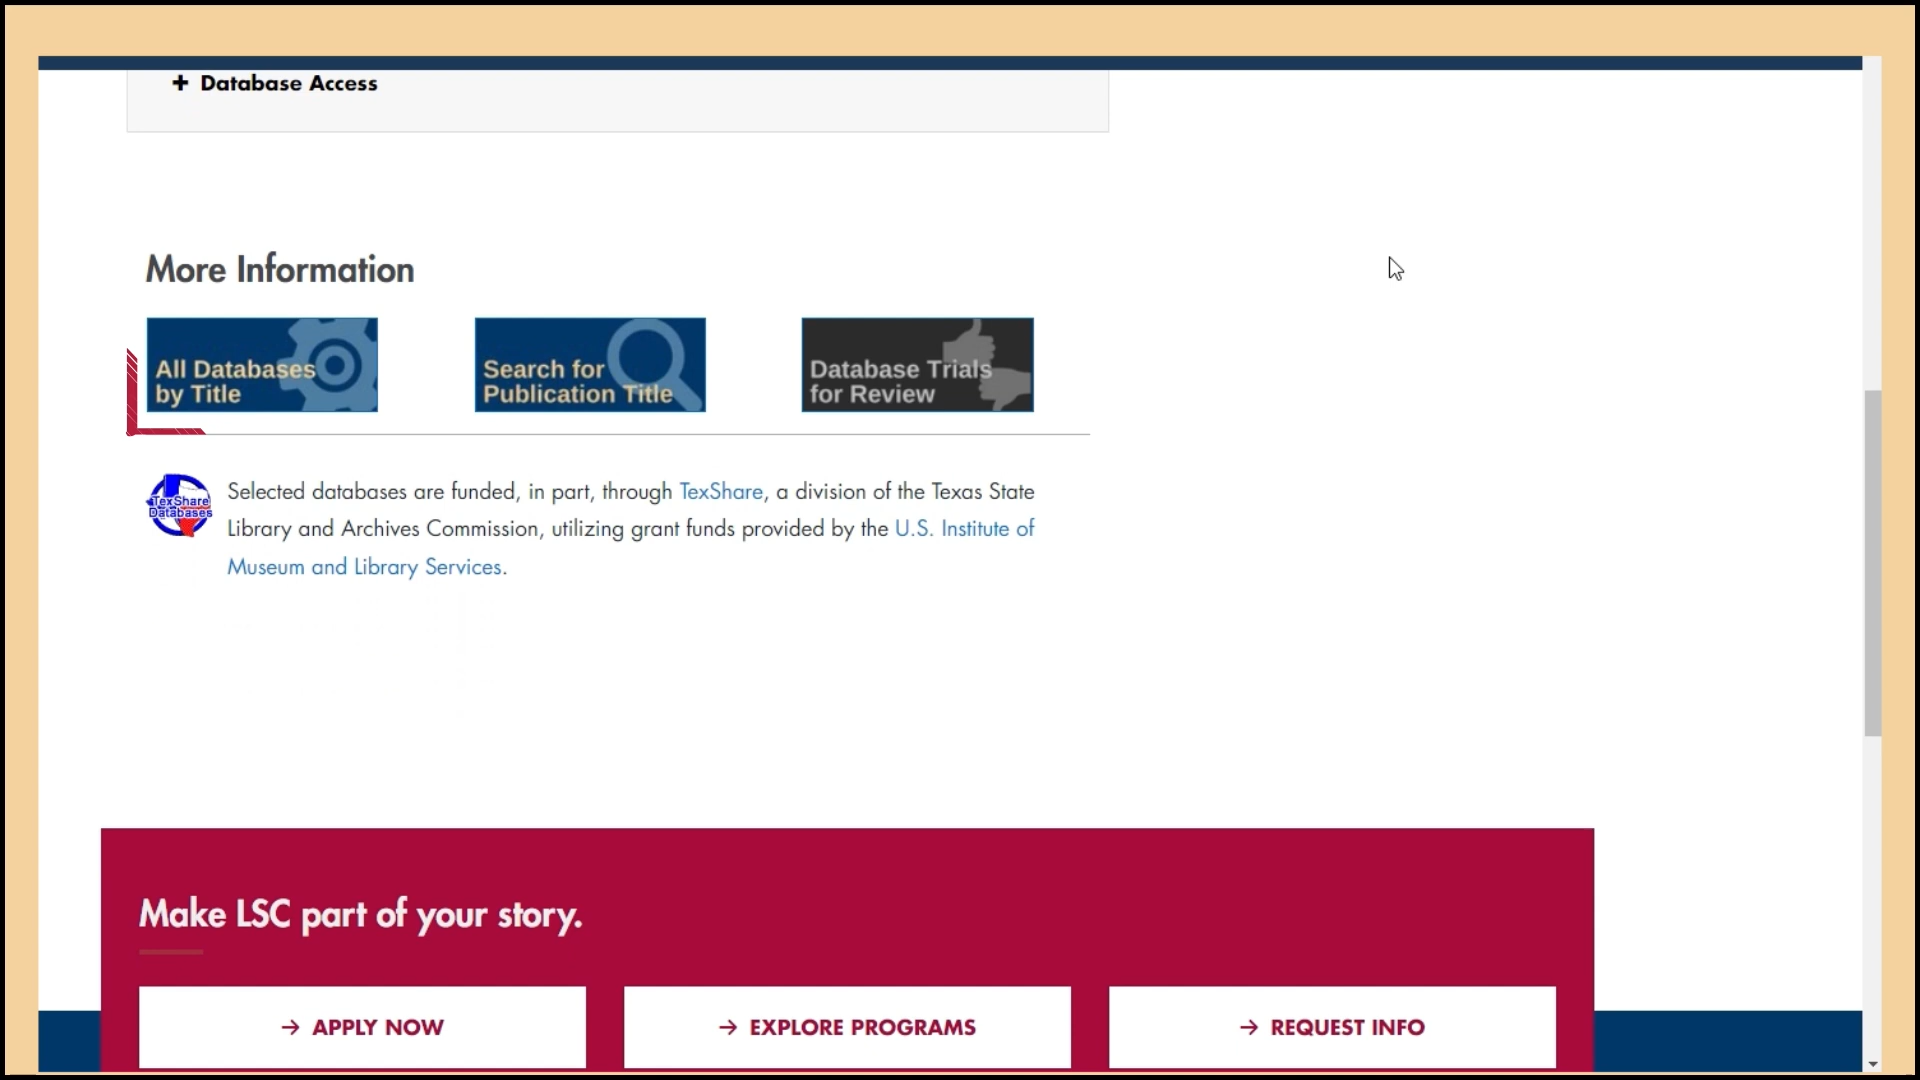 + Database Access
More Information
All Databases
by Title
Search for
Publication Title
Database Trials
for Review
TexShare
Databases
Selected databases are funded, in part, through TexShare, a division of the Texas State
Library and Archives Commission, utilizing grant funds provided by the U.S. Institute of
Museum and Library Services.
Make LSC part of your story.
→ APPLY NOW
→ EXPLORE PROGRAMS
→ REQUEST INFO